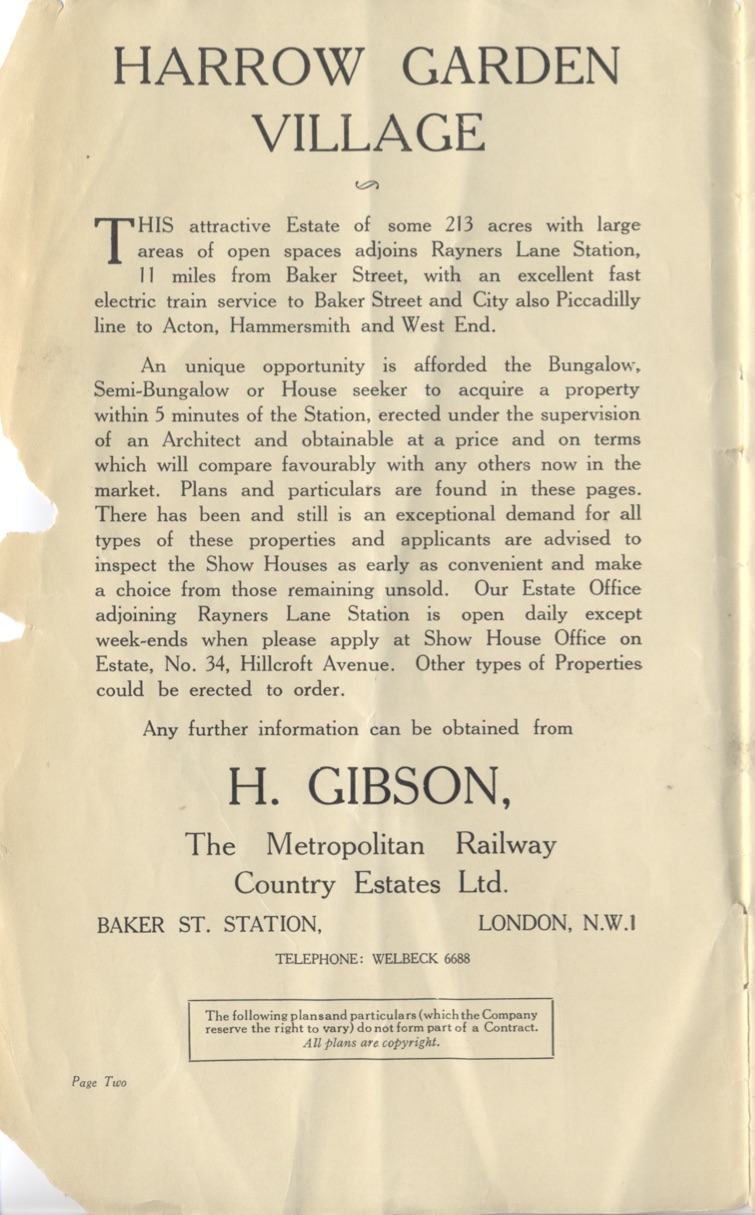 HARROW GARDEN
VILLAGE
THIS attractive Estate of some 213 acres with large
areas of open spaces adjoins Rayners Lane Station,
11 miles from Baker Street, with an excellent fast
electric train service to Baker Street and City also Piccadilly
line to Acton, Hammersmith and West End.
An unique opportunity is afforded the Bungalow,
Semi-Bungalow or House seeker to acquire a property
within 5 minutes of the Station, erected under the supervision
of an Architect and obtainable at a price and on terms
which will compare favourably with any others now in the
market. Plans and particulars are found in these pages.
There has been and still is an exceptional demand for all
types of these properties and applicants are advised to
inspect the Show Houses as early as convenient and make
a choice from those remaining unsold. Our Estate Office
adjoining Rayners Lane Station is open daily except
week-ends when please apply at Show House Office on
Estate, No. 34, Hillcroft Avenue. Other types of Properties
could be erected to order.
Any further information can be obtained from
H. GIBSON,
The Metropolitan Railway
Country Estates Ltd.
BAKER ST. STATION, LONDON, N.W.1
TELEPHONE: WELBECK 6688
The following plans and particulars (which the Company
reserve the right to vary) do not form part of a Contract.
All plans are copyright.
Page Two